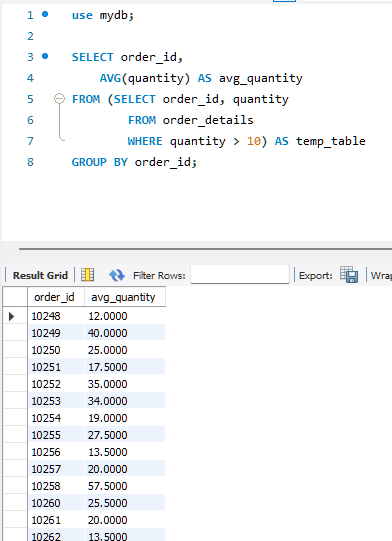 1 use mydb;
2
3 SELECT order_id,
4 AVG(quantity) AS avg_quantity
5 FROM (SELECT order_id, quantity
6 FROM order_details
7 WHERE quantity > 10) AS temp_table
8 GROUP BY order_id;
Result Grid Filter Rows: Export: Wrap
order_id avg_quantity
10248 12.0000
10249 40.0000
10250 25.0000
10251 17.5000
10252 35.0000
10253 34.0000
10254 19.0000
10255 27.5000
10256 13.5000
10257 20.0000
10258 57.5000
10260 25.5000
10261 20.0000
10262 13.5000